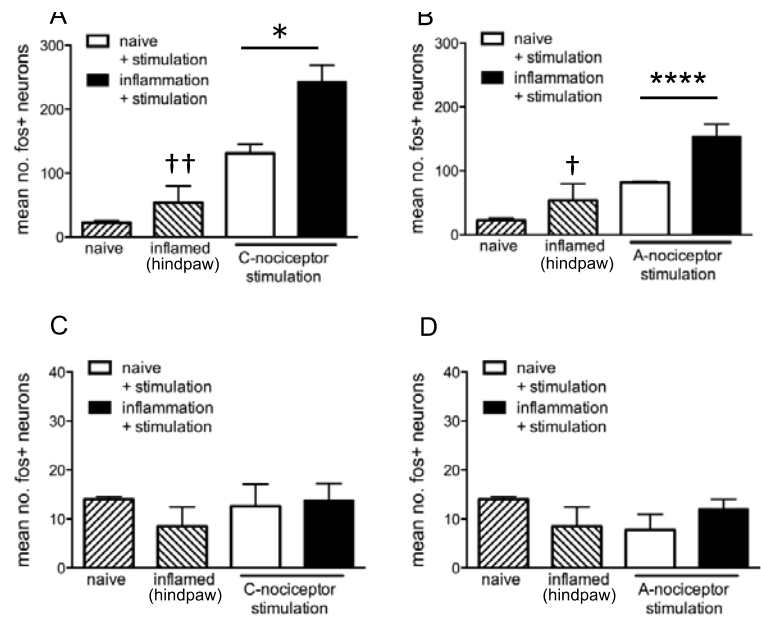 A
mean no. fos+ neurons
300
200
100
0
naive
+ stimulation
inflammation
+ stimulation
*
††
naive
inflamed
(hindpaw)
C-nociceptor
stimulation
B
mean no. fos+ neurons
300
200
100
0
naive
+ stimulation
inflammation
+ stimulation
****
†
naive
inflamed
(hindpaw)
A-nociceptor
stimulation
C
mean no. fos+ neurons
40
30
20
10
0
naive
+ stimulation
inflammation
+ stimulation
naive
inflamed
(hindpaw)
C-nociceptor
stimulation
D
mean no. fos+ neurons
40
30
20
10
0
naive
+ stimulation
inflammation
+ stimulation
naive
inflamed
(hindpaw)
A-nociceptor
stimulation